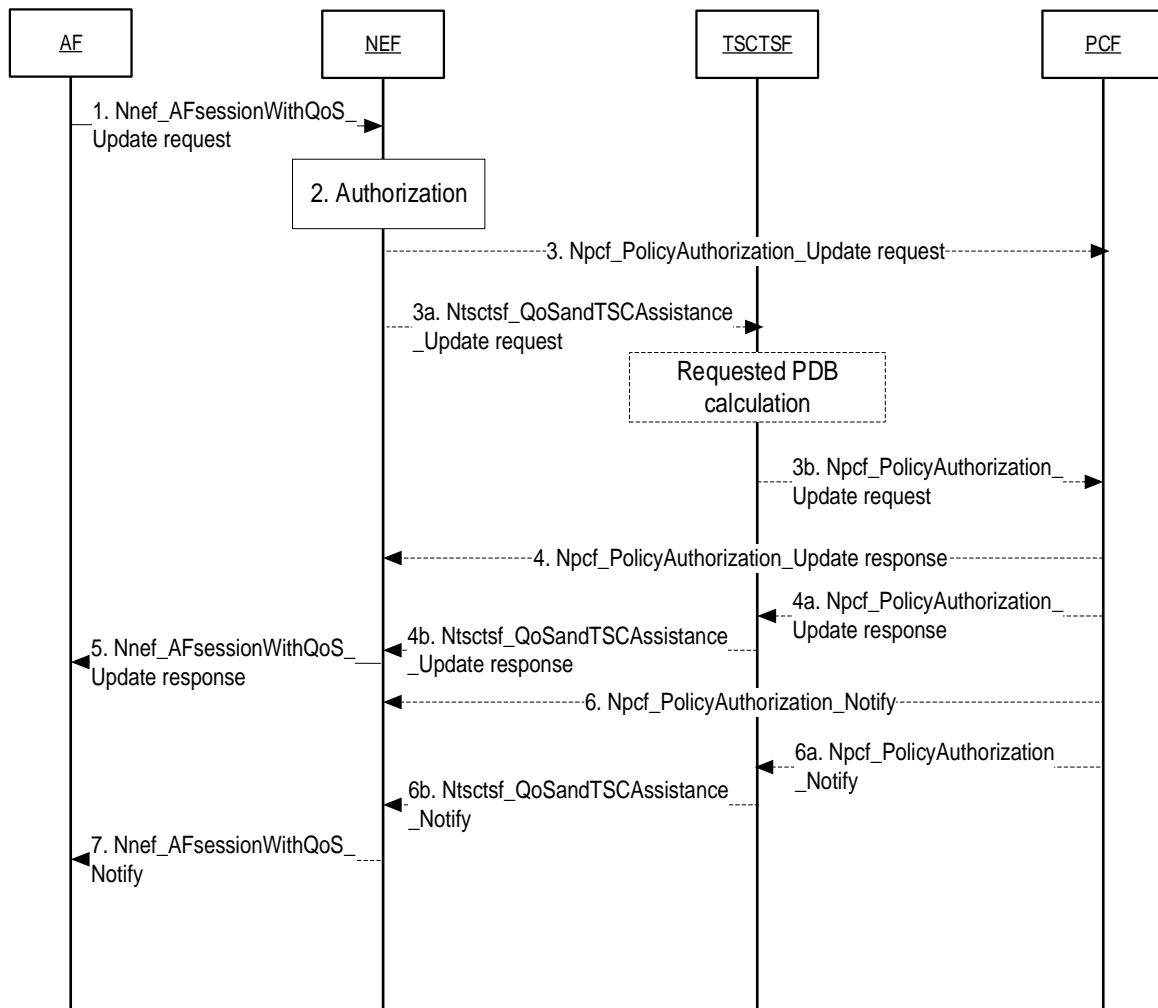 AF
NEF
TSCTSF
PCF
1. Nnef_AFsessionWithQoS_
Update request
2. Authorization
3. Npcf_PolicyAuthorization_Update request
3a. Ntsctsf_QoSandTSCAssistance
_Update request
Requested PDB
calculation
3b. Npcf_PolicyAuthorization_
Update request
4. Npcf_PolicyAuthorization_Update response
4a. Npcf_PolicyAuthorization_
Update response
4b. Ntsctsf_QoSandTSCAssistance
_Update response
5. Nnef_AFsessionWithQoS_
Update response
6. Npcf_PolicyAuthorization_Notify
6a. Npcf_PolicyAuthorization
_Notify
6b. Ntsctsf_QoSandTSCAssistance
_Notify
7. Nnef_AFsessionWithQoS_
Notify